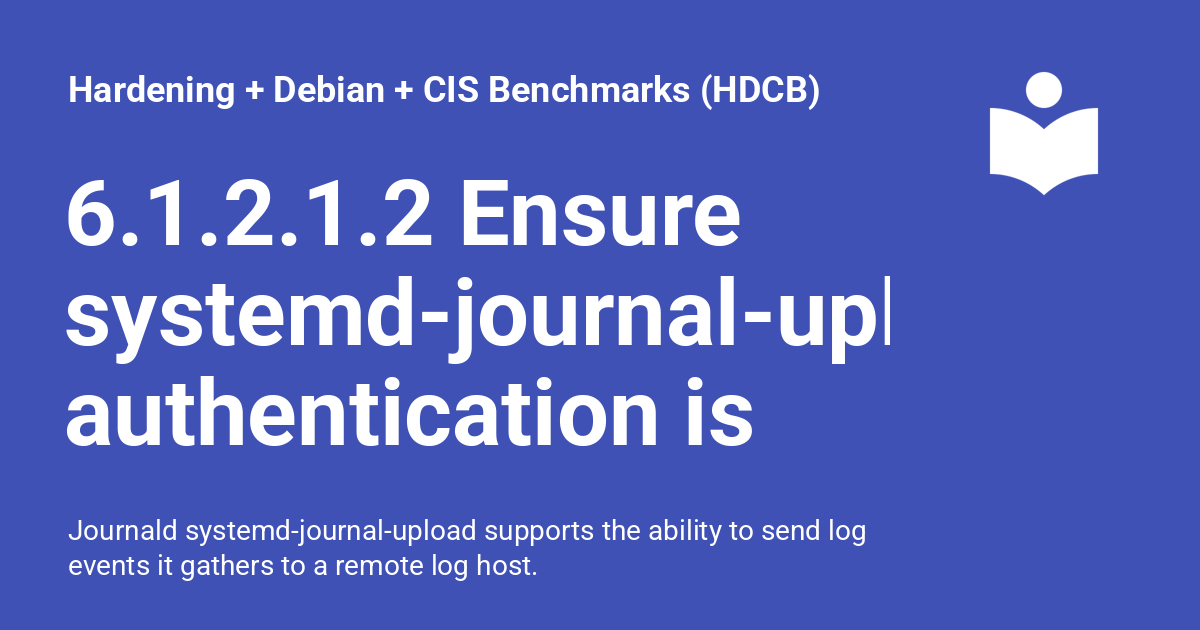 Hardening + Debian + CIS Benchmarks (HDCB)
6.1.2.1.2 Ensure
systemd-journal-upl
authentication is
Journald systemd-journal-upload supports the ability to send log
events it gathers to a remote log host.